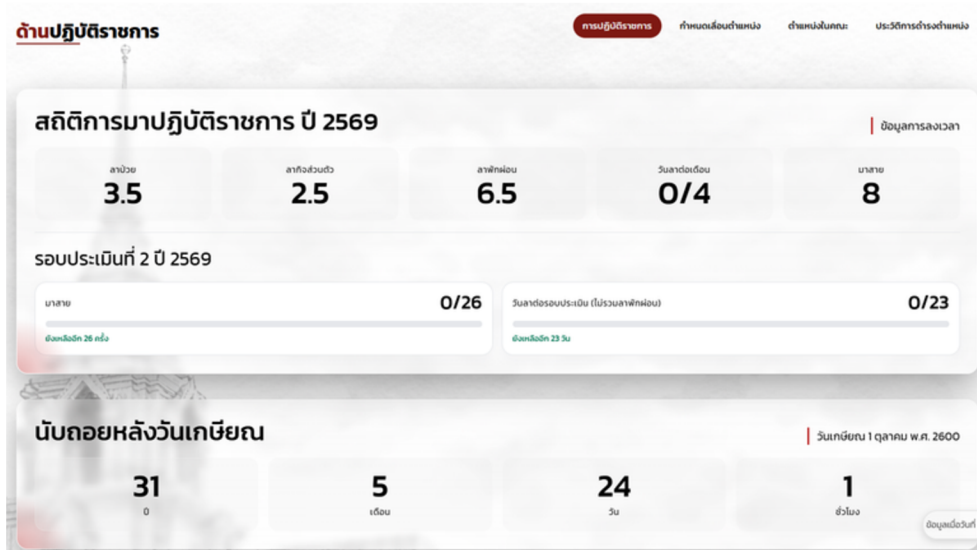 ด้านปฏิบัติราชการ
การปฏิบัติราชการ กำหนดเลื่อนตำแหน่ง ตำแหน่งในคณะ ประวัติการดำรงตำแหน่ง
สถิติการมาปฏิบัติราชการ ปี 2569
ข้อมูลการลงเวลา
ลาป่วย ลากิจส่วนตัว ลาพักผ่อน วันลาต่อเดือน มาสาย
3.5 2.5 6.5 0/4 8
รอบประเมินที่ 2 ปี 2569
มาสาย 0/26 วันลาต่อรอบประเมิน (ไม่รวมลาพักผ่อน) 0/23
ยังเหลืออีก 26 ครั้ง ยังเหลืออีก 23 วัน
นับถอยหลังวันเกษียณ
วันเกษียณ 1 ตุลาคม พ.ศ. 2600
31 5 24 1
ปี เดือน วัน ชั่วโมง
ข้อมูลเมื่อวันที่